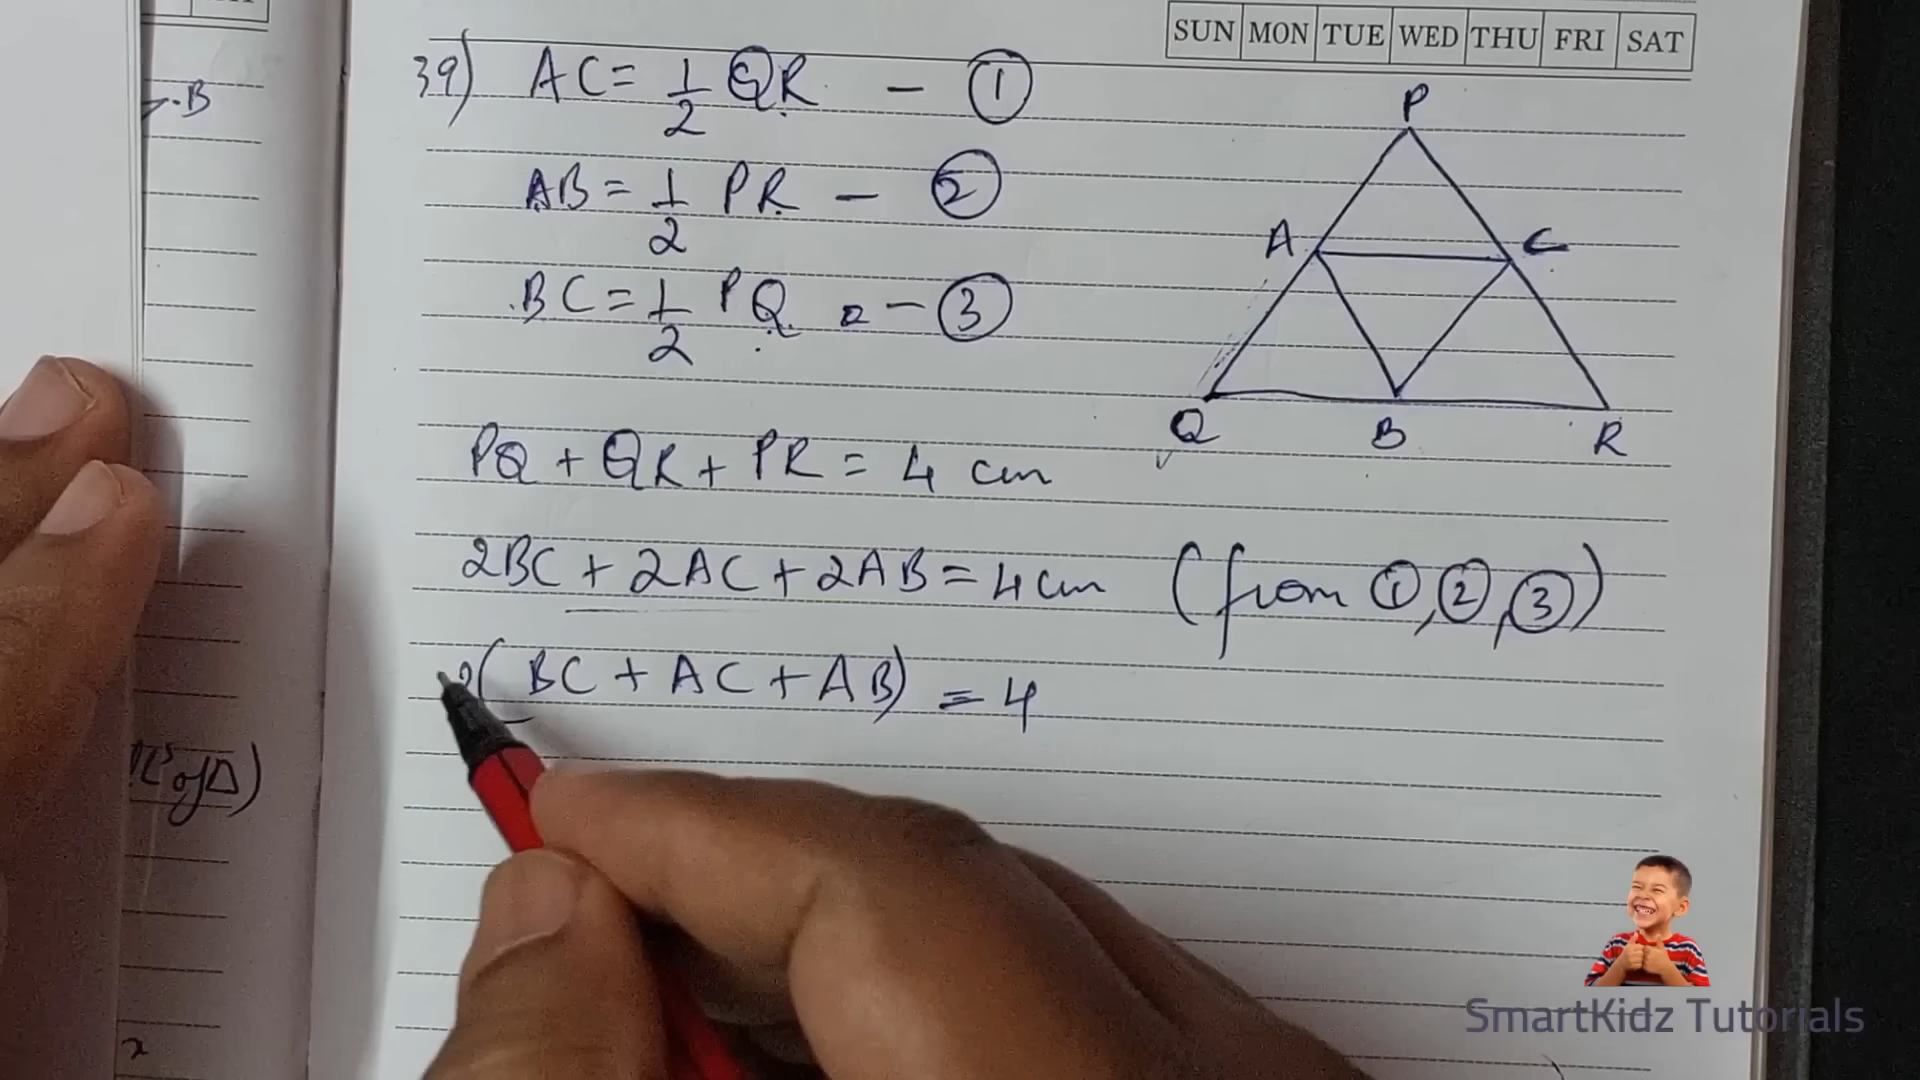 SUN MON TUE WED THU FRI SAT
.B
39) AC = 1/2 QR - ①
AB = 1/2 PR - ②
BC = 1/2 PQ - ③
P
A C
Q B R
PQ + QR + PR = 4 cm
2BC + 2AC + 2AB = 4cm (from ①, ②, ③)
2(BC + AC + AB) = 4
of Δ)
x
SmartKidz Tutorials